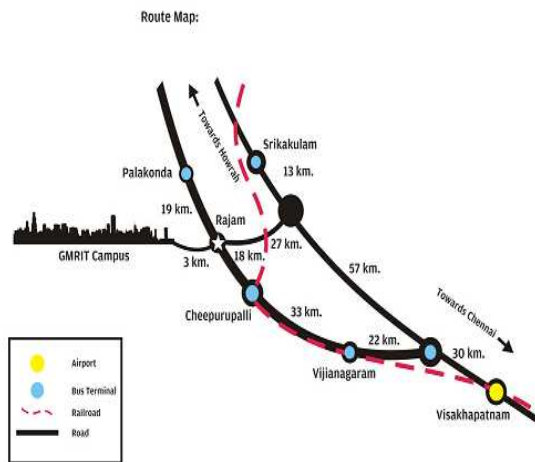 Route Map:
Towards Howrah
Srikakulam
13 km.
Palakonda
19 km.
Rajam
27 km.
GMRIT Campus
3 km.
18 km.
57 km.
Towards Chennai
Cheepurupalli
33 km.
22 km.
30 km.
Vijianagaram
Visakhapatnam
Airport
Bus Terminal
Railroad
Road